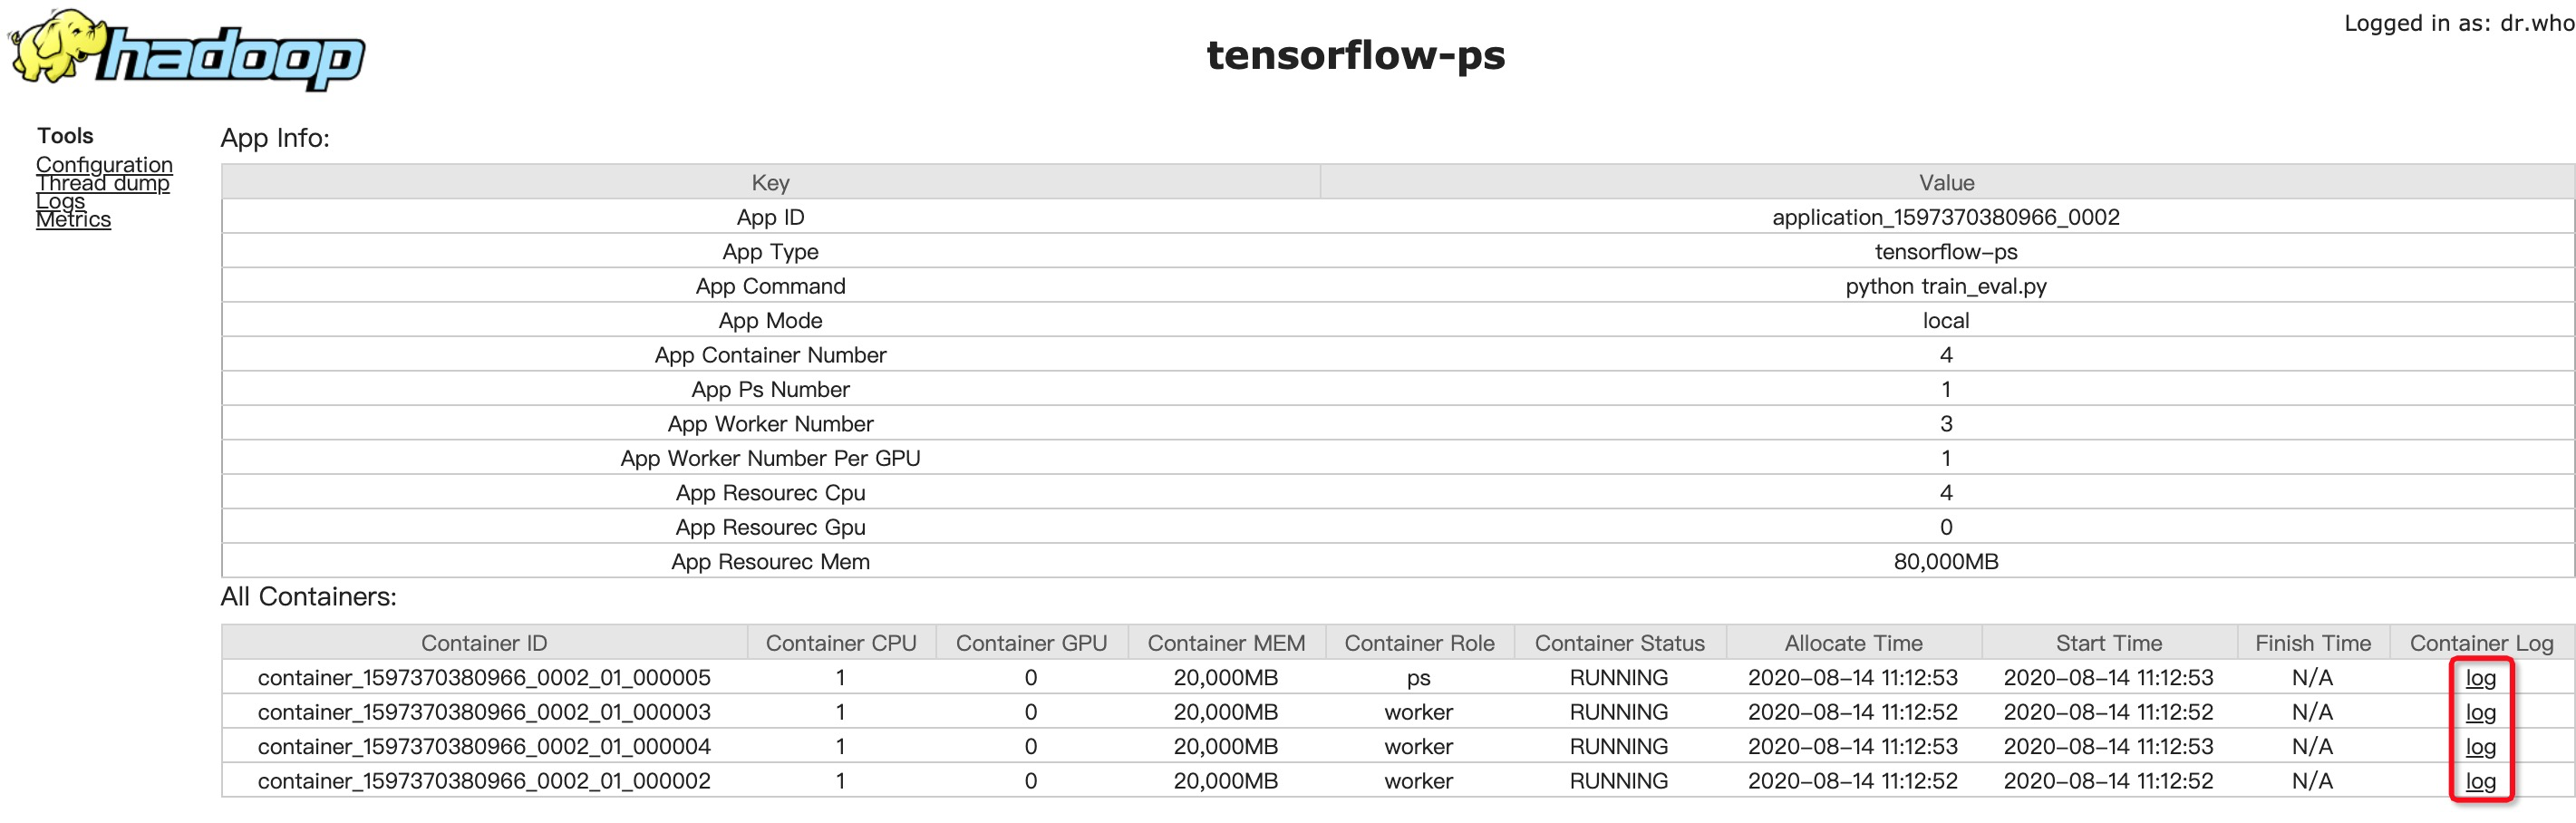 hadoop
tensorflow-ps
Logged in as: dr.who
Tools
Configuration
Thread dump
Logs
Metrics
App Info:
Key Value
App ID application_1597370380966_0002
App Type tensorflow-ps
App Command python train_eval.py
App Mode local
App Container Number 4
App Ps Number 1
App Worker Number 3
App Worker Number Per GPU 1
App Resourec Cpu 4
App Resourec Gpu 0
App Resourec Mem 80,000MB
All Containers:
Container ID Container CPU Container GPU Container MEM Container Role Container Status Allocate Time Start Time Finish Time Container Log
container_1597370380966_0002_01_000005 1 0 20,000MB ps RUNNING 2020-08-14 11:12:53 2020-08-14 11:12:53 N/A log
container_1597370380966_0002_01_000003 1 0 20,000MB worker RUNNING 2020-08-14 11:12:52 2020-08-14 11:12:52 N/A log
container_1597370380966_0002_01_000004 1 0 20,000MB worker RUNNING 2020-08-14 11:12:53 2020-08-14 11:12:53 N/A log
container_1597370380966_0002_01_000002 1 0 20,000MB worker RUNNING 2020-08-14 11:12:52 2020-08-14 11:12:52 N/A log